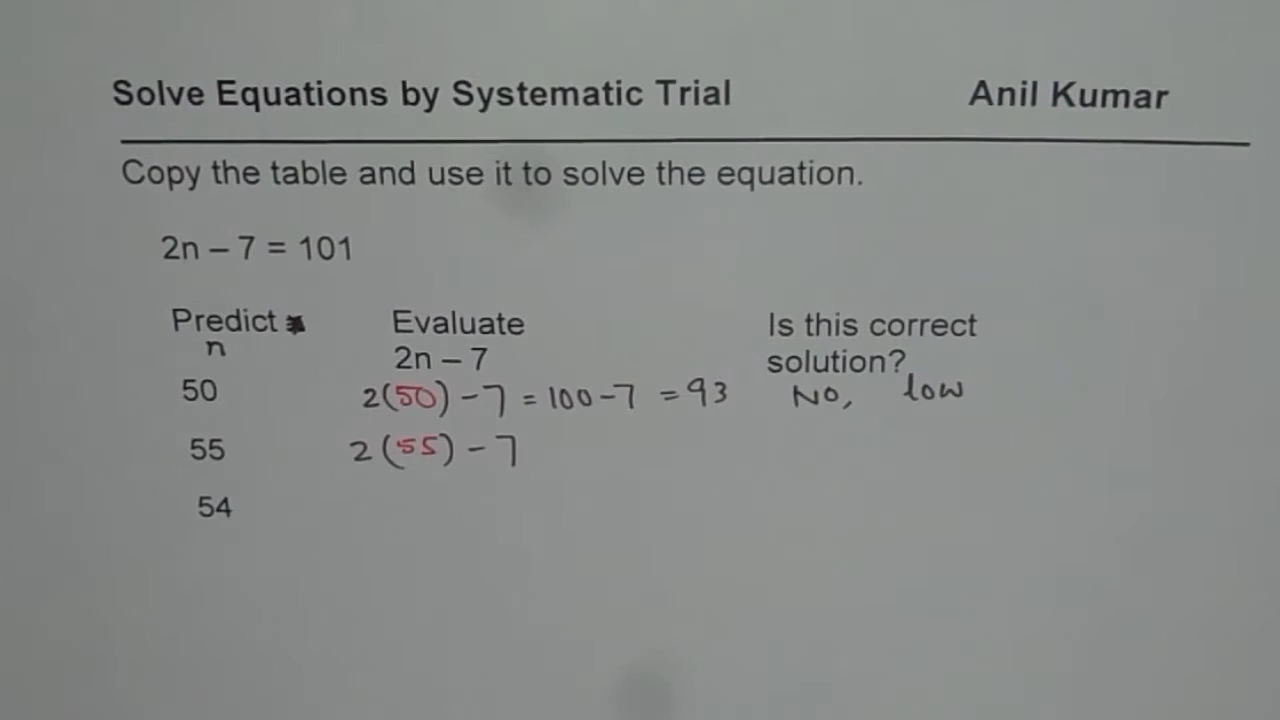 Solve Equations by Systematic Trial Anil Kumar
Copy the table and use it to solve the equation.
2n – 7 = 101
Predict Evaluate Is this correct
n 2n – 7 solution?
50 2(50) - 7 = 100 - 7 = 93 No, low
55 2(55) - 7
54